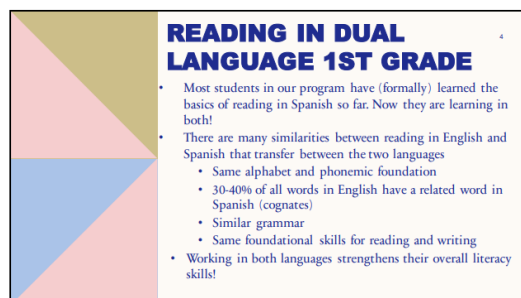 READING IN DUAL
4
LANGUAGE 1ST GRADE
• Most students in our program have (formally) learned the
basics of reading in Spanish so far. Now they are learning in
both!
• There are many similarities between reading in English and
Spanish that transfer between the two languages
• Same alphabet and phonemic foundation
• 30-40% of all words in English have a related word in
Spanish (cognates)
• Similar grammar
• Same foundational skills for reading and writing
• Working in both languages strengthens their overall literacy
skills!